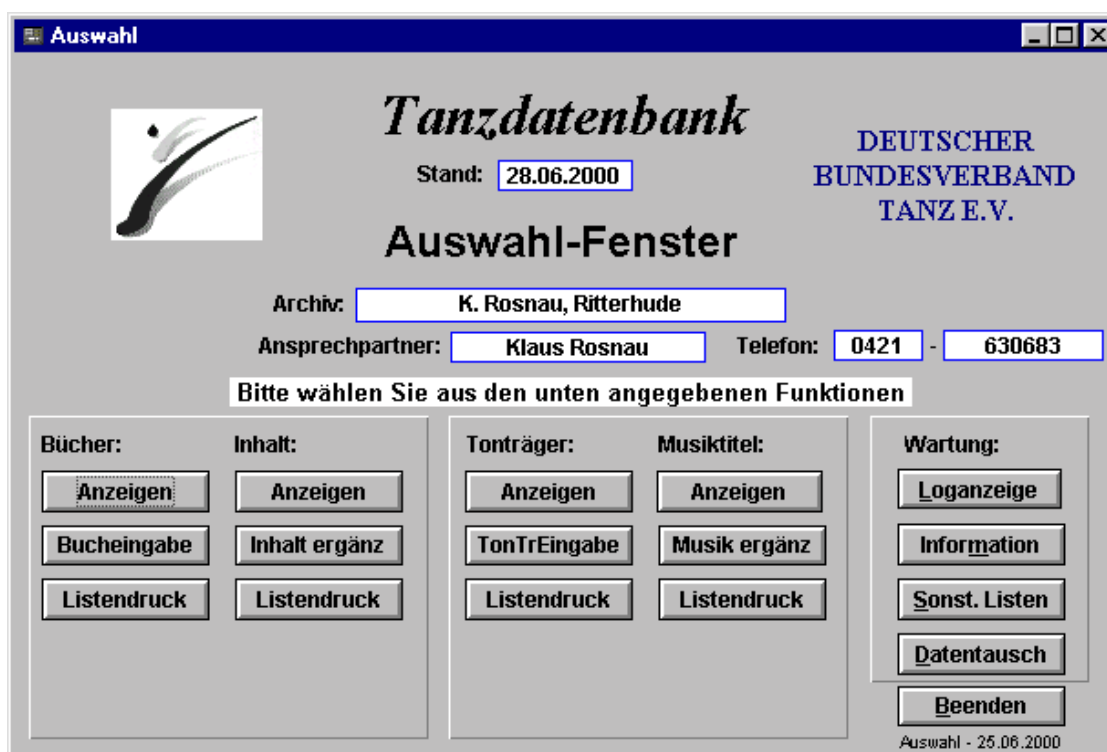 Auswahl
Tanzdatenbank
DEUTSCHER
BUNDESVERBAND
TANZ E.V.
Stand: 28.06.2000
Auswahl-Fenster
Archiv: K. Rosnau, Ritterhude
Ansprechpartner: Klaus Rosnau Telefon: 0421 - 630683
Bitte wählen Sie aus den unten angegebenen Funktionen
Bücher: Inhalt: Tonträger: Musiktitel: Wartung:
Anzeigen Anzeigen Anzeigen Anzeigen Loganzeige
Bucheingabe Inhalt ergänz TonTrEingabe Musik ergänz Information
Listendruck Listendruck Listendruck Listendruck Sonst. Listen
Datentausch
Beenden
Auswahl - 25.06.2000